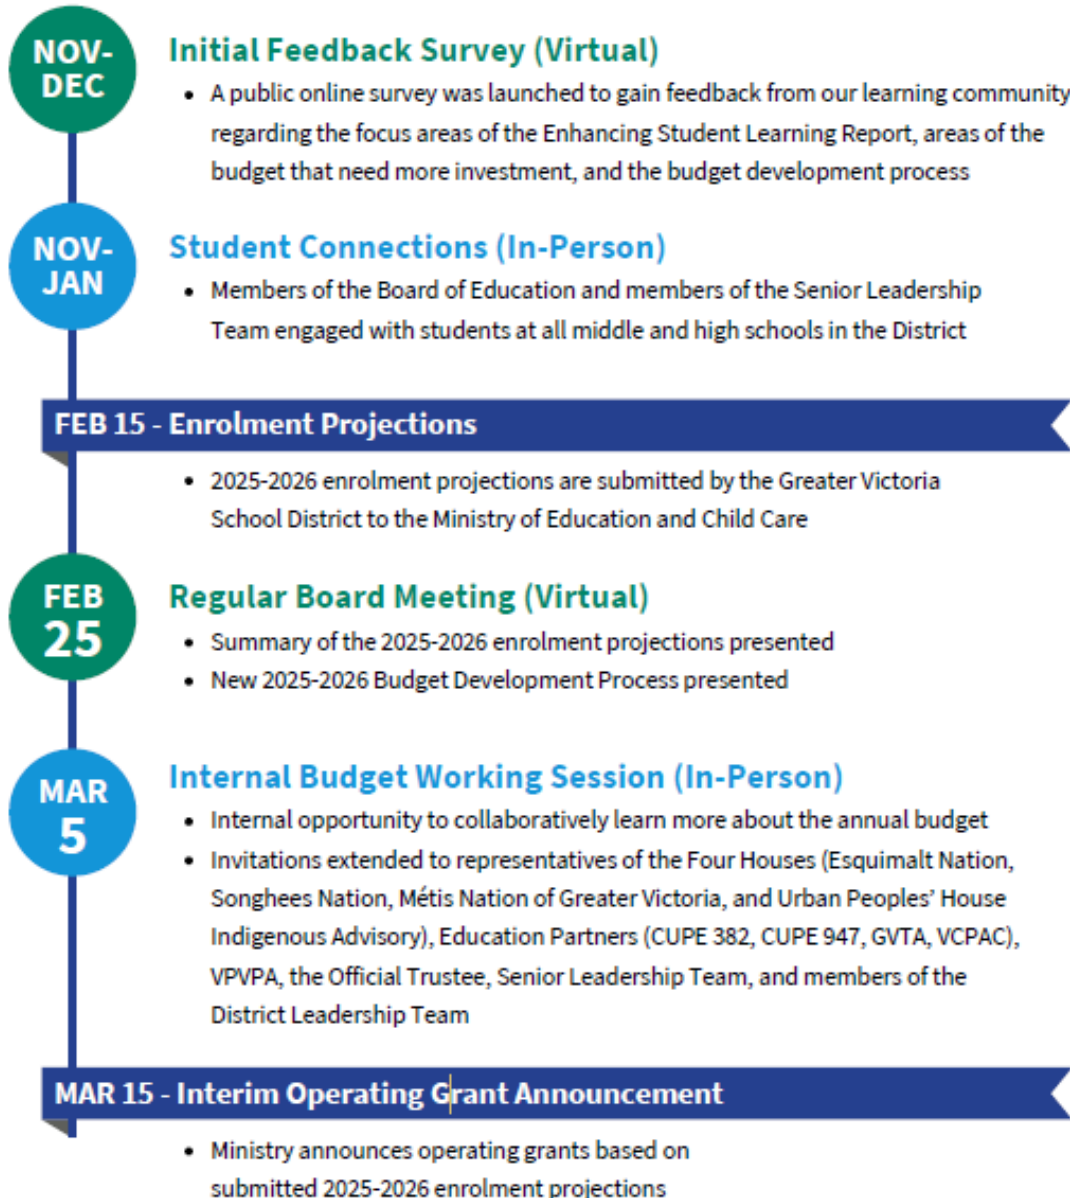 NOV-
DEC
Initial Feedback Survey (Virtual)
• A public online survey was launched to gain feedback from our learning community
regarding the focus areas of the Enhancing Student Learning Report, areas of the
budget that need more investment, and the budget development process
NOV-
JAN
Student Connections (In-Person)
• Members of the Board of Education and members of the Senior Leadership
Team engaged with students at all middle and high schools in the District
FEB 15 - Enrolment Projections
• 2025-2026 enrolment projections are submitted by the Greater Victoria
School District to the Ministry of Education and Child Care
FEB
25
Regular Board Meeting (Virtual)
• Summary of the 2025-2026 enrolment projections presented
• New 2025-2026 Budget Development Process presented
MAR
5
Internal Budget Working Session (In-Person)
• Internal opportunity to collaboratively learn more about the annual budget
• Invitations extended to representatives of the Four Houses (Esquimalt Nation,
Songhees Nation, Métis Nation of Greater Victoria, and Urban Peoples’ House
Indigenous Advisory), Education Partners (CUPE 382, CUPE 947, GVTA, VCPAC),
VPVPA, the Official Trustee, Senior Leadership Team, and members of the
District Leadership Team
MAR 15 - Interim Operating Grant Announcement
• Ministry announces operating grants based on
submitted 2025-2026 enrolment projections